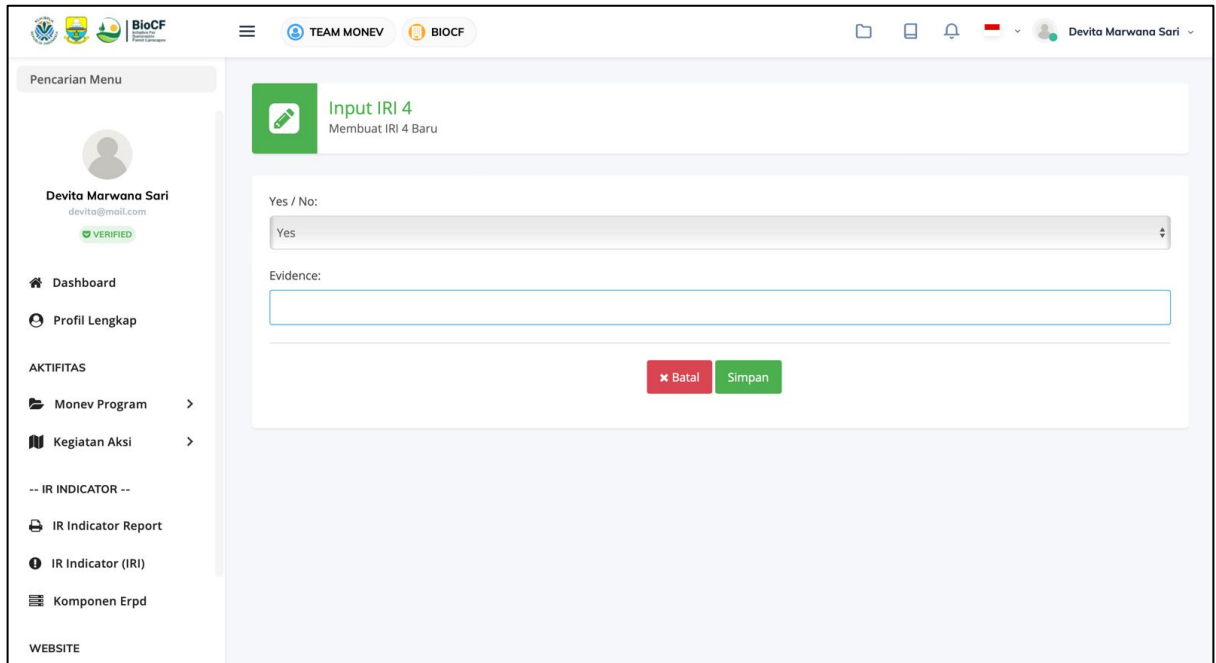 BioCF
TEAM MONEV
BIOCF
Devita Marwana Sari
Pencarian Menu
Devita Marwana Sari
devita@mail.com
VERIFIED
Dashboard
Profil Lengkap
AKTIFITAS
Monev Program
Kegiatan Aksi
-- IR INDICATOR --
IR Indicator Report
IR Indicator (IRI)
Komponen Erpd
WEBSITE
Input IRI 4
Membuat IRI 4 Baru
Yes / No:
Yes
Evidence:
Batal
Simpan